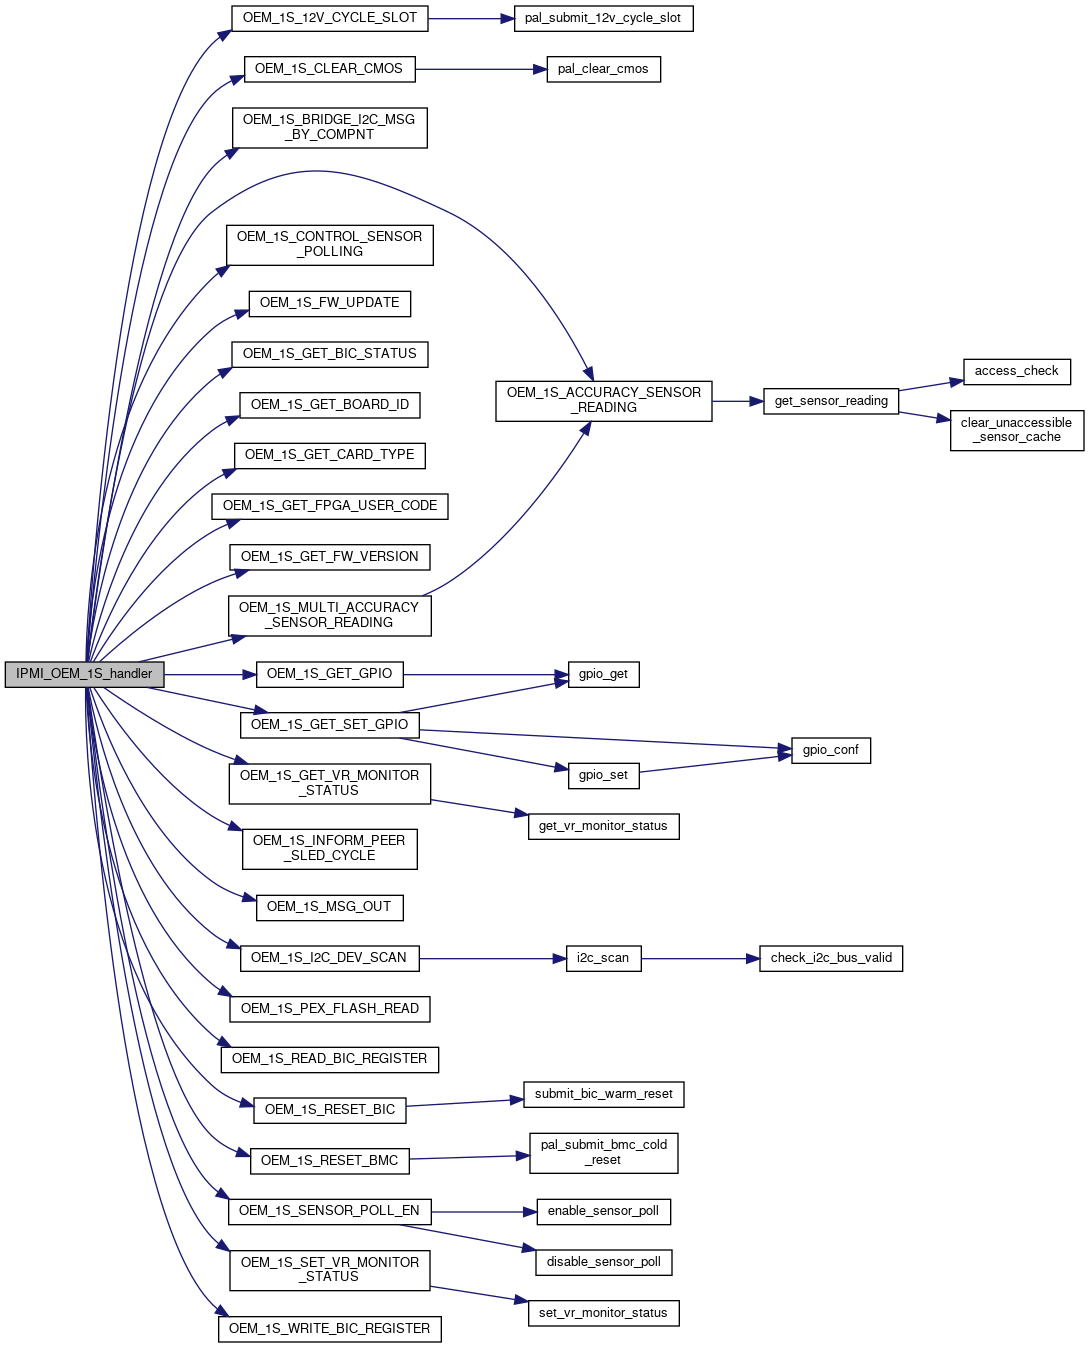 OEM_1S_12V_CYCLE_SLOT
pal_submit_12v_cycle_slot
OEM_1S_CLEAR_CMOS
pal_clear_cmos
OEM_1S_BRIDGE_I2C_MSG
_BY_COMPNT
OEM_1S_CONTROL_SENSOR
_POLLING
OEM_1S_FW_UPDATE
OEM_1S_GET_BIC_STATUS
OEM_1S_ACCURACY_SENSOR
_READING
get_sensor_reading
access_check
clear_unaccessible
_sensor_cache
OEM_1S_GET_BOARD_ID
OEM_1S_GET_CARD_TYPE
OEM_1S_GET_FPGA_USER_CODE
OEM_1S_GET_FW_VERSION
OEM_1S_MULTI_ACCURACY
_SENSOR_READING
IPMI_OEM_1S_handler
OEM_1S_GET_GPIO
gpio_get
OEM_1S_GET_SET_GPIO
gpio_set
gpio_conf
OEM_1S_GET_VR_MONITOR
_STATUS
get_vr_monitor_status
OEM_1S_INFORM_PEER
_SLED_CYCLE
OEM_1S_MSG_OUT
OEM_1S_I2C_DEV_SCAN
i2c_scan
check_i2c_bus_valid
OEM_1S_PEX_FLASH_READ
OEM_1S_READ_BIC_REGISTER
OEM_1S_RESET_BIC
submit_bic_warm_reset
OEM_1S_RESET_BMC
pal_submit_bmc_cold
_reset
OEM_1S_SENSOR_POLL_EN
enable_sensor_poll
disable_sensor_poll
OEM_1S_SET_VR_MONITOR
_STATUS
set_vr_monitor_status
OEM_1S_WRITE_BIC_REGISTER